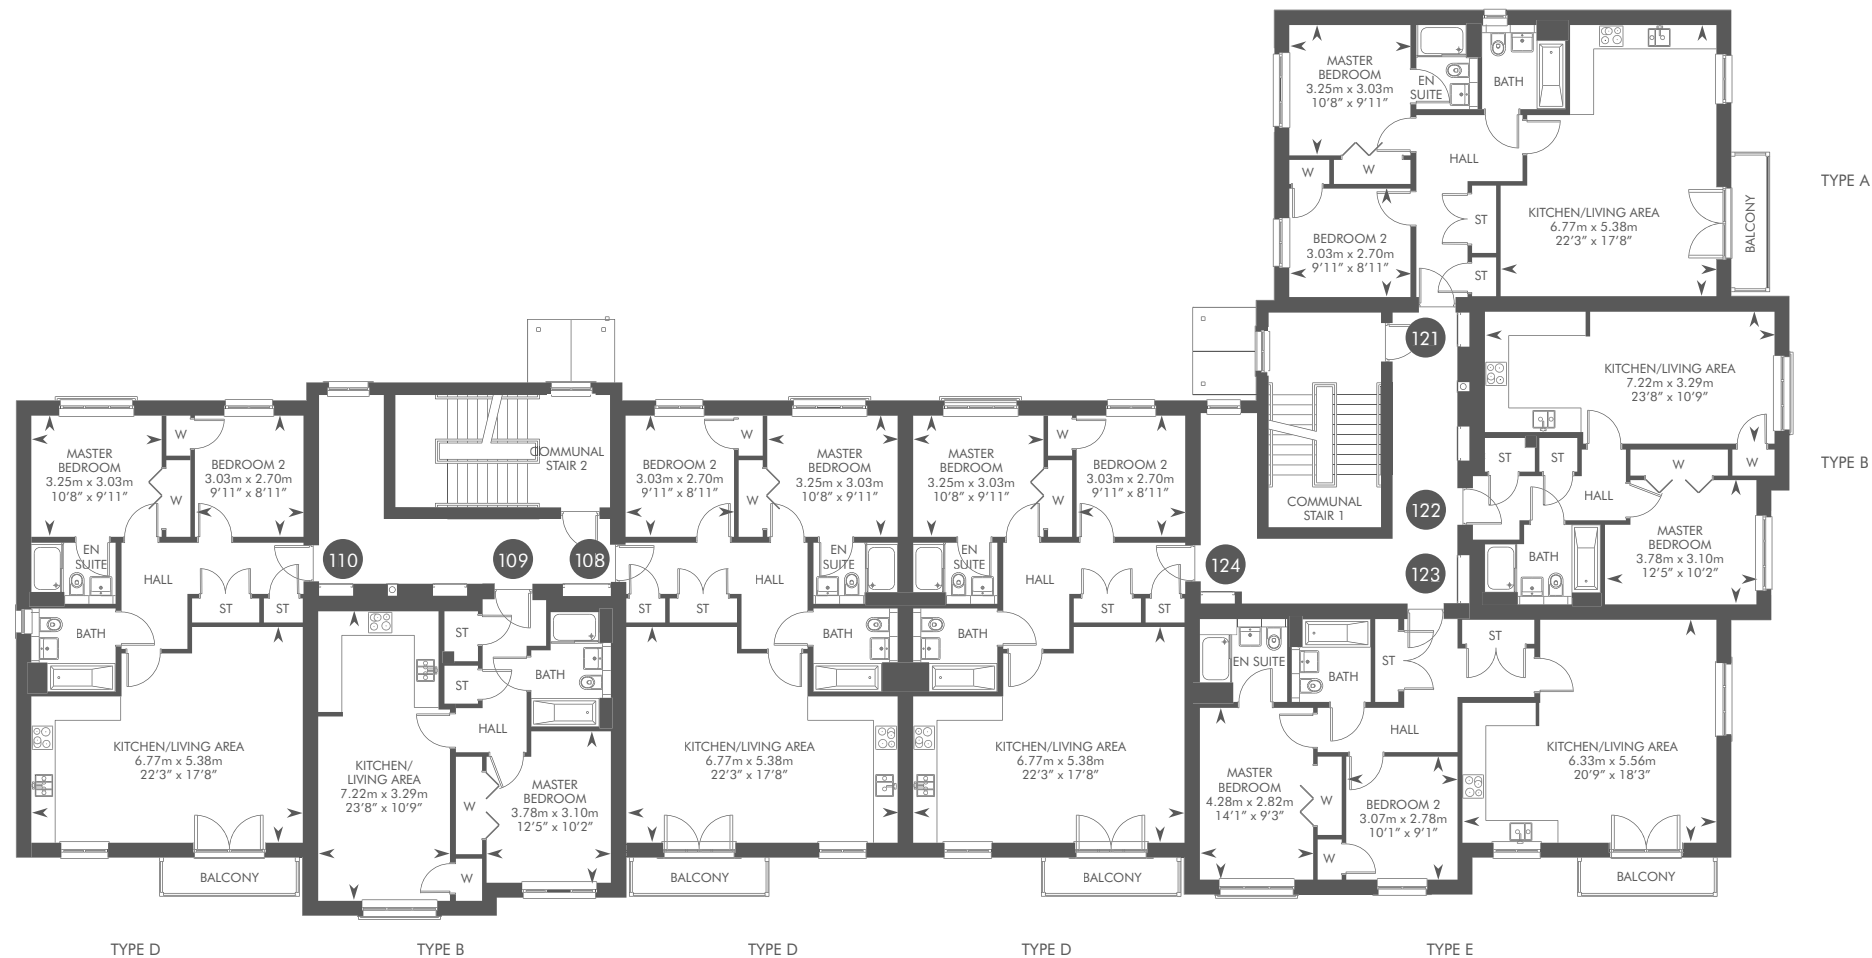 MASTER
BEDROOM
3.25m x 3.03m
10’8” x 9’11”
EN
SUITE
BATH
W
W
HALL
BEDROOM 2
3.03m x 2.70m
9’11” x 8’11”
ST
ST
KITCHEN/LIVING AREA
6.77m x 5.38m
22’3” x 17’8”
BALCONY
TYPE A
121
KITCHEN/LIVING AREA
7.22m x 3.29m
23’8” x 10’9”
ST
ST
W
W
HALL
122
BATH
MASTER
BEDROOM
3.78m x 3.10m
12’5” x 10’2”
TYPE B
COMMUNAL
STAIR 1
123
124
MASTER
BEDROOM
3.25m x 3.03m
10’8” x 9’11”
W
W
BEDROOM 2
3.03m x 2.70m
9’11” x 8’11”
EN
SUITE
HALL
ST
ST
BATH
KITCHEN/LIVING AREA
6.77m x 5.38m
22’3” x 17’8”
BALCONY
COMMUNAL
STAIR 2
110
109
108
ST
ST
BATH
HALL
KITCHEN/
LIVING AREA
7.22m x 3.29m
23’8” x 10’9”
W
W
MASTER
BEDROOM
3.78m x 3.10m
12’5” x 10’2”
BEDROOM 2
3.03m x 2.70m
9’11” x 8’11”
W
W
MASTER
BEDROOM
3.25m x 3.03m
10’8” x 9’11”
EN
SUITE
HALL
ST
ST
BATH
KITCHEN/LIVING AREA
6.77m x 5.38m
22’3” x 17’8”
BALCONY
MASTER
BEDROOM
3.25m x 3.03m
10’8” x 9’11”
W
W
BEDROOM 2
3.03m x 2.70m
9’11” x 8’11”
EN
SUITE
HALL
ST
ST
BATH
KITCHEN/LIVING AREA
6.77m x 5.38m
22’3” x 17’8”
BALCONY
EN SUITE
BATH
ST
ST
HALL
MASTER
BEDROOM
4.28m x 2.82m
14’1” x 9’3”
W
W
BEDROOM 2
3.07m x 2.78m
10’1” x 9’1”
KITCHEN/LIVING AREA
6.33m x 5.56m
20’9” x 18’3”
BALCONY
TYPE D
TYPE B
TYPE D
TYPE D
TYPE E